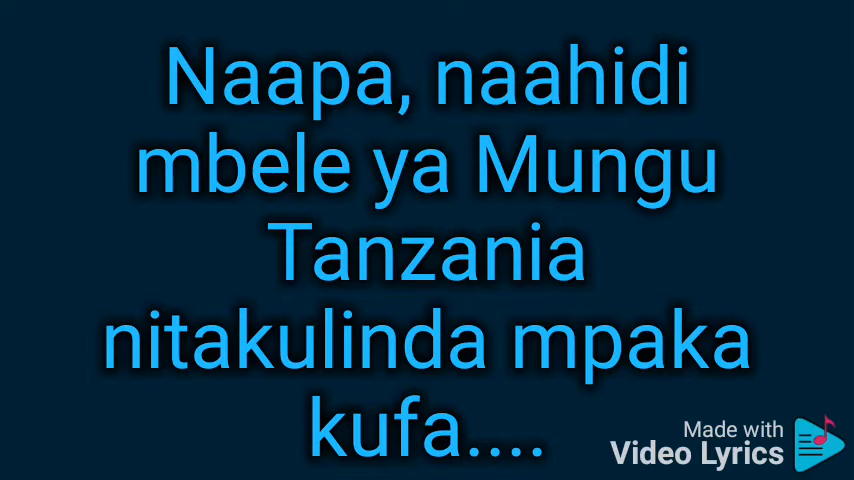 Naapa, naahidi
mbele ya Mungu
Tanzania
nitakulinda mpaka
kufa....
Made with
Video Lyrics